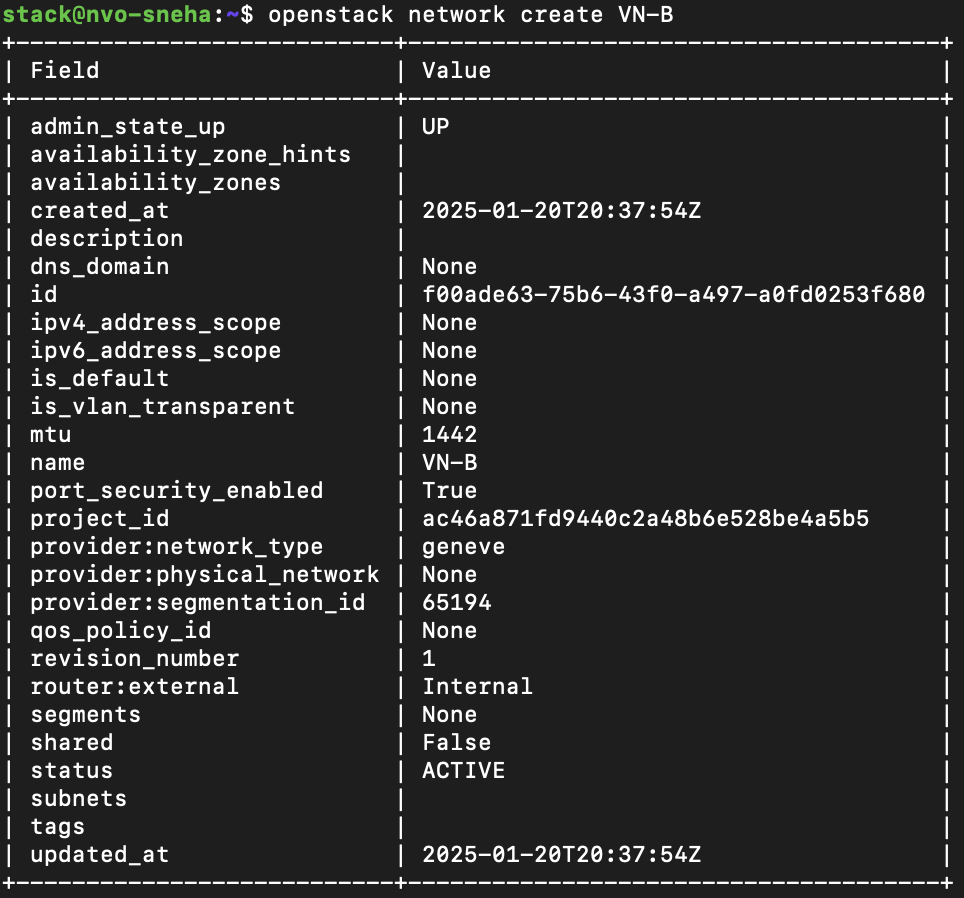 stack@nvo-sneha:~$ openstack network create VN-B
+---------------------------+--------------------------------------+
| Field                     | Value                                |
+---------------------------+--------------------------------------+
| admin_state_up            | UP                                   |
| availability_zone_hints   |                                      |
| availability_zones        |                                      |
| created_at                | 2025-01-20T20:37:54Z                 |
| description               |                                      |
| dns_domain                | None                                 |
| id                        | f00ade63-75b6-43f0-a497-a0fd0253f680 |
| ipv4_address_scope        | None                                 |
| ipv6_address_scope        | None                                 |
| is_default                | None                                 |
| is_vlan_transparent       | None                                 |
| mtu                       | 1442                                 |
| name                      | VN-B                                 |
| port_security_enabled     | True                                 |
| project_id                | ac46a871fd9440c2a48b6e528be4a5b5     |
| provider:network_type     | geneve                               |
| provider:physical_network | None                                 |
| provider:segmentation_id  | 65194                                |
| qos_policy_id             | None                                 |
| revision_number           | 1                                    |
| router:external           | Internal                             |
| segments                  | None                                 |
| shared                    | False                                |
| status                    | ACTIVE                               |
| subnets                   |                                      |
| tags                      |                                      |
| updated_at                | 2025-01-20T20:37:54Z                 |
+---------------------------+--------------------------------------+